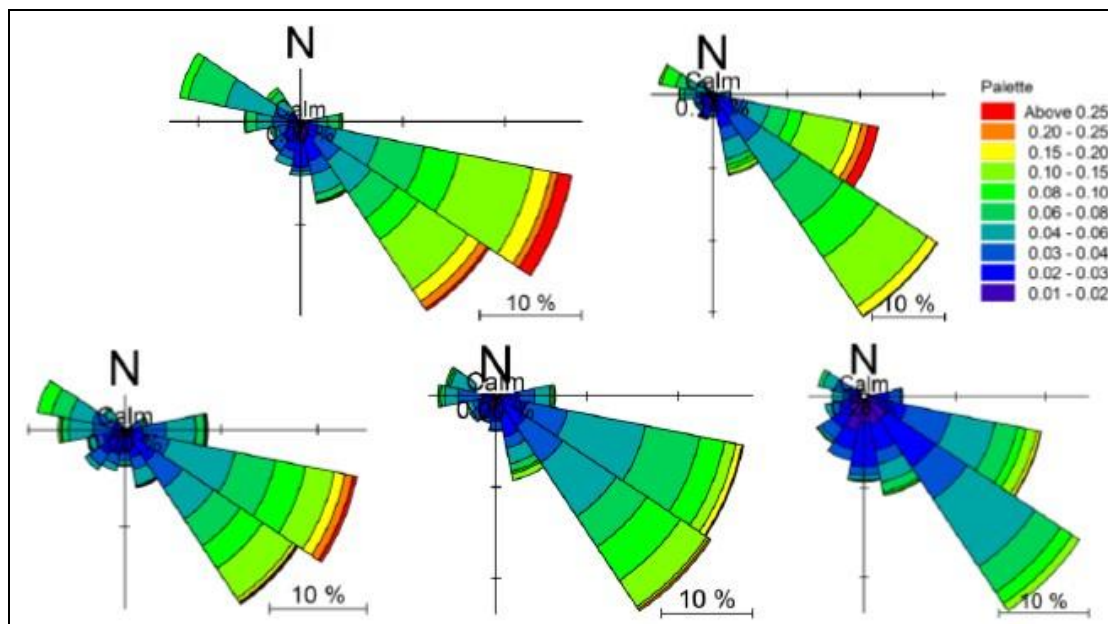 N
Calm
10 %
N
Calm
10 %
Palette
Above 0.25
0.20 - 0.25
0.15 - 0.20
0.10 - 0.15
0.08 - 0.10
0.06 - 0.08
0.04 - 0.06
0.03 - 0.04
0.02 - 0.03
0.01 - 0.02
N
Calm
10 %
N
Calm
10 %
N
Calm
10 %